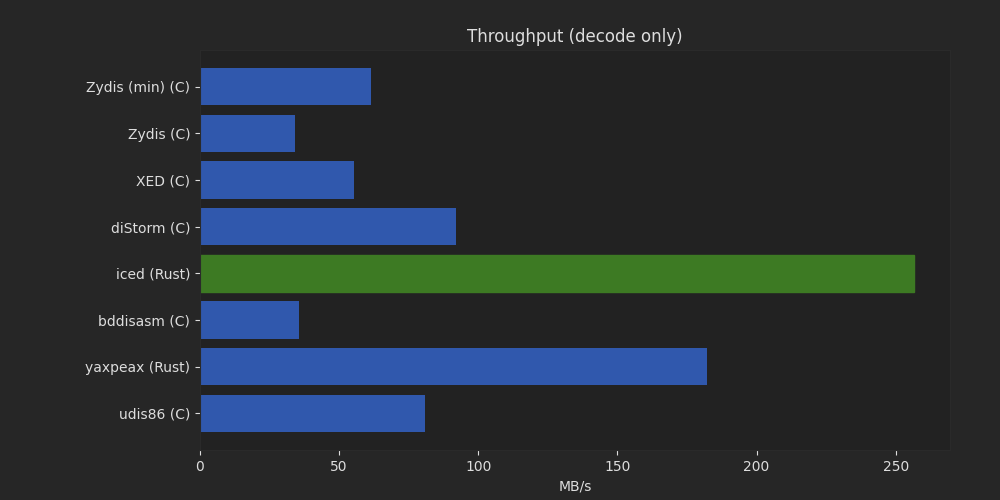 Throughput (decode only)
Zydis (min) (C)
Zydis (C)
XED (C)
diStorm (C)
iced (Rust)
bddisasm (C)
yaxpeax (Rust)
udis86 (C)
0 50 100 150 200 250
MB/s